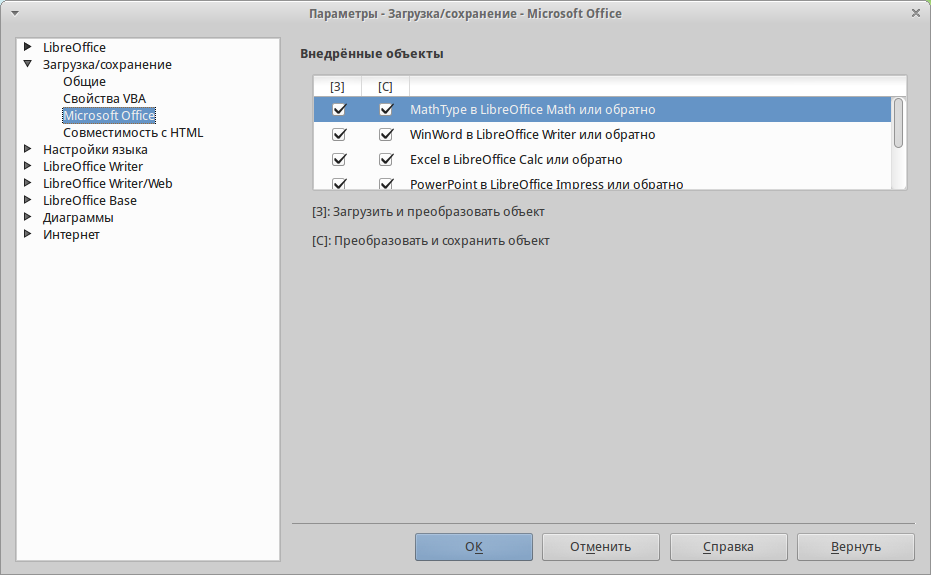 Параметры - Загрузка/сохранение - Microsoft Office
LibreOffice
Загрузка/сохранение
Общие
Свойства VBA
Microsoft Office
Совместимость с HTML
Настройки языка
LibreOffice Writer
LibreOffice Writer/Web
LibreOffice Base
Диаграммы
Интернет
Внедрённые объекты
[З] [С]
MathType в LibreOffice Math или обратно
WinWord в LibreOffice Writer или обратно
Excel в LibreOffice Calc или обратно
PowerPoint в LibreOffice Impress или обратно
[З]: Загрузить и преобразовать объект
[С]: Преобразовать и сохранить объект
OK Отменить Справка Вернуть